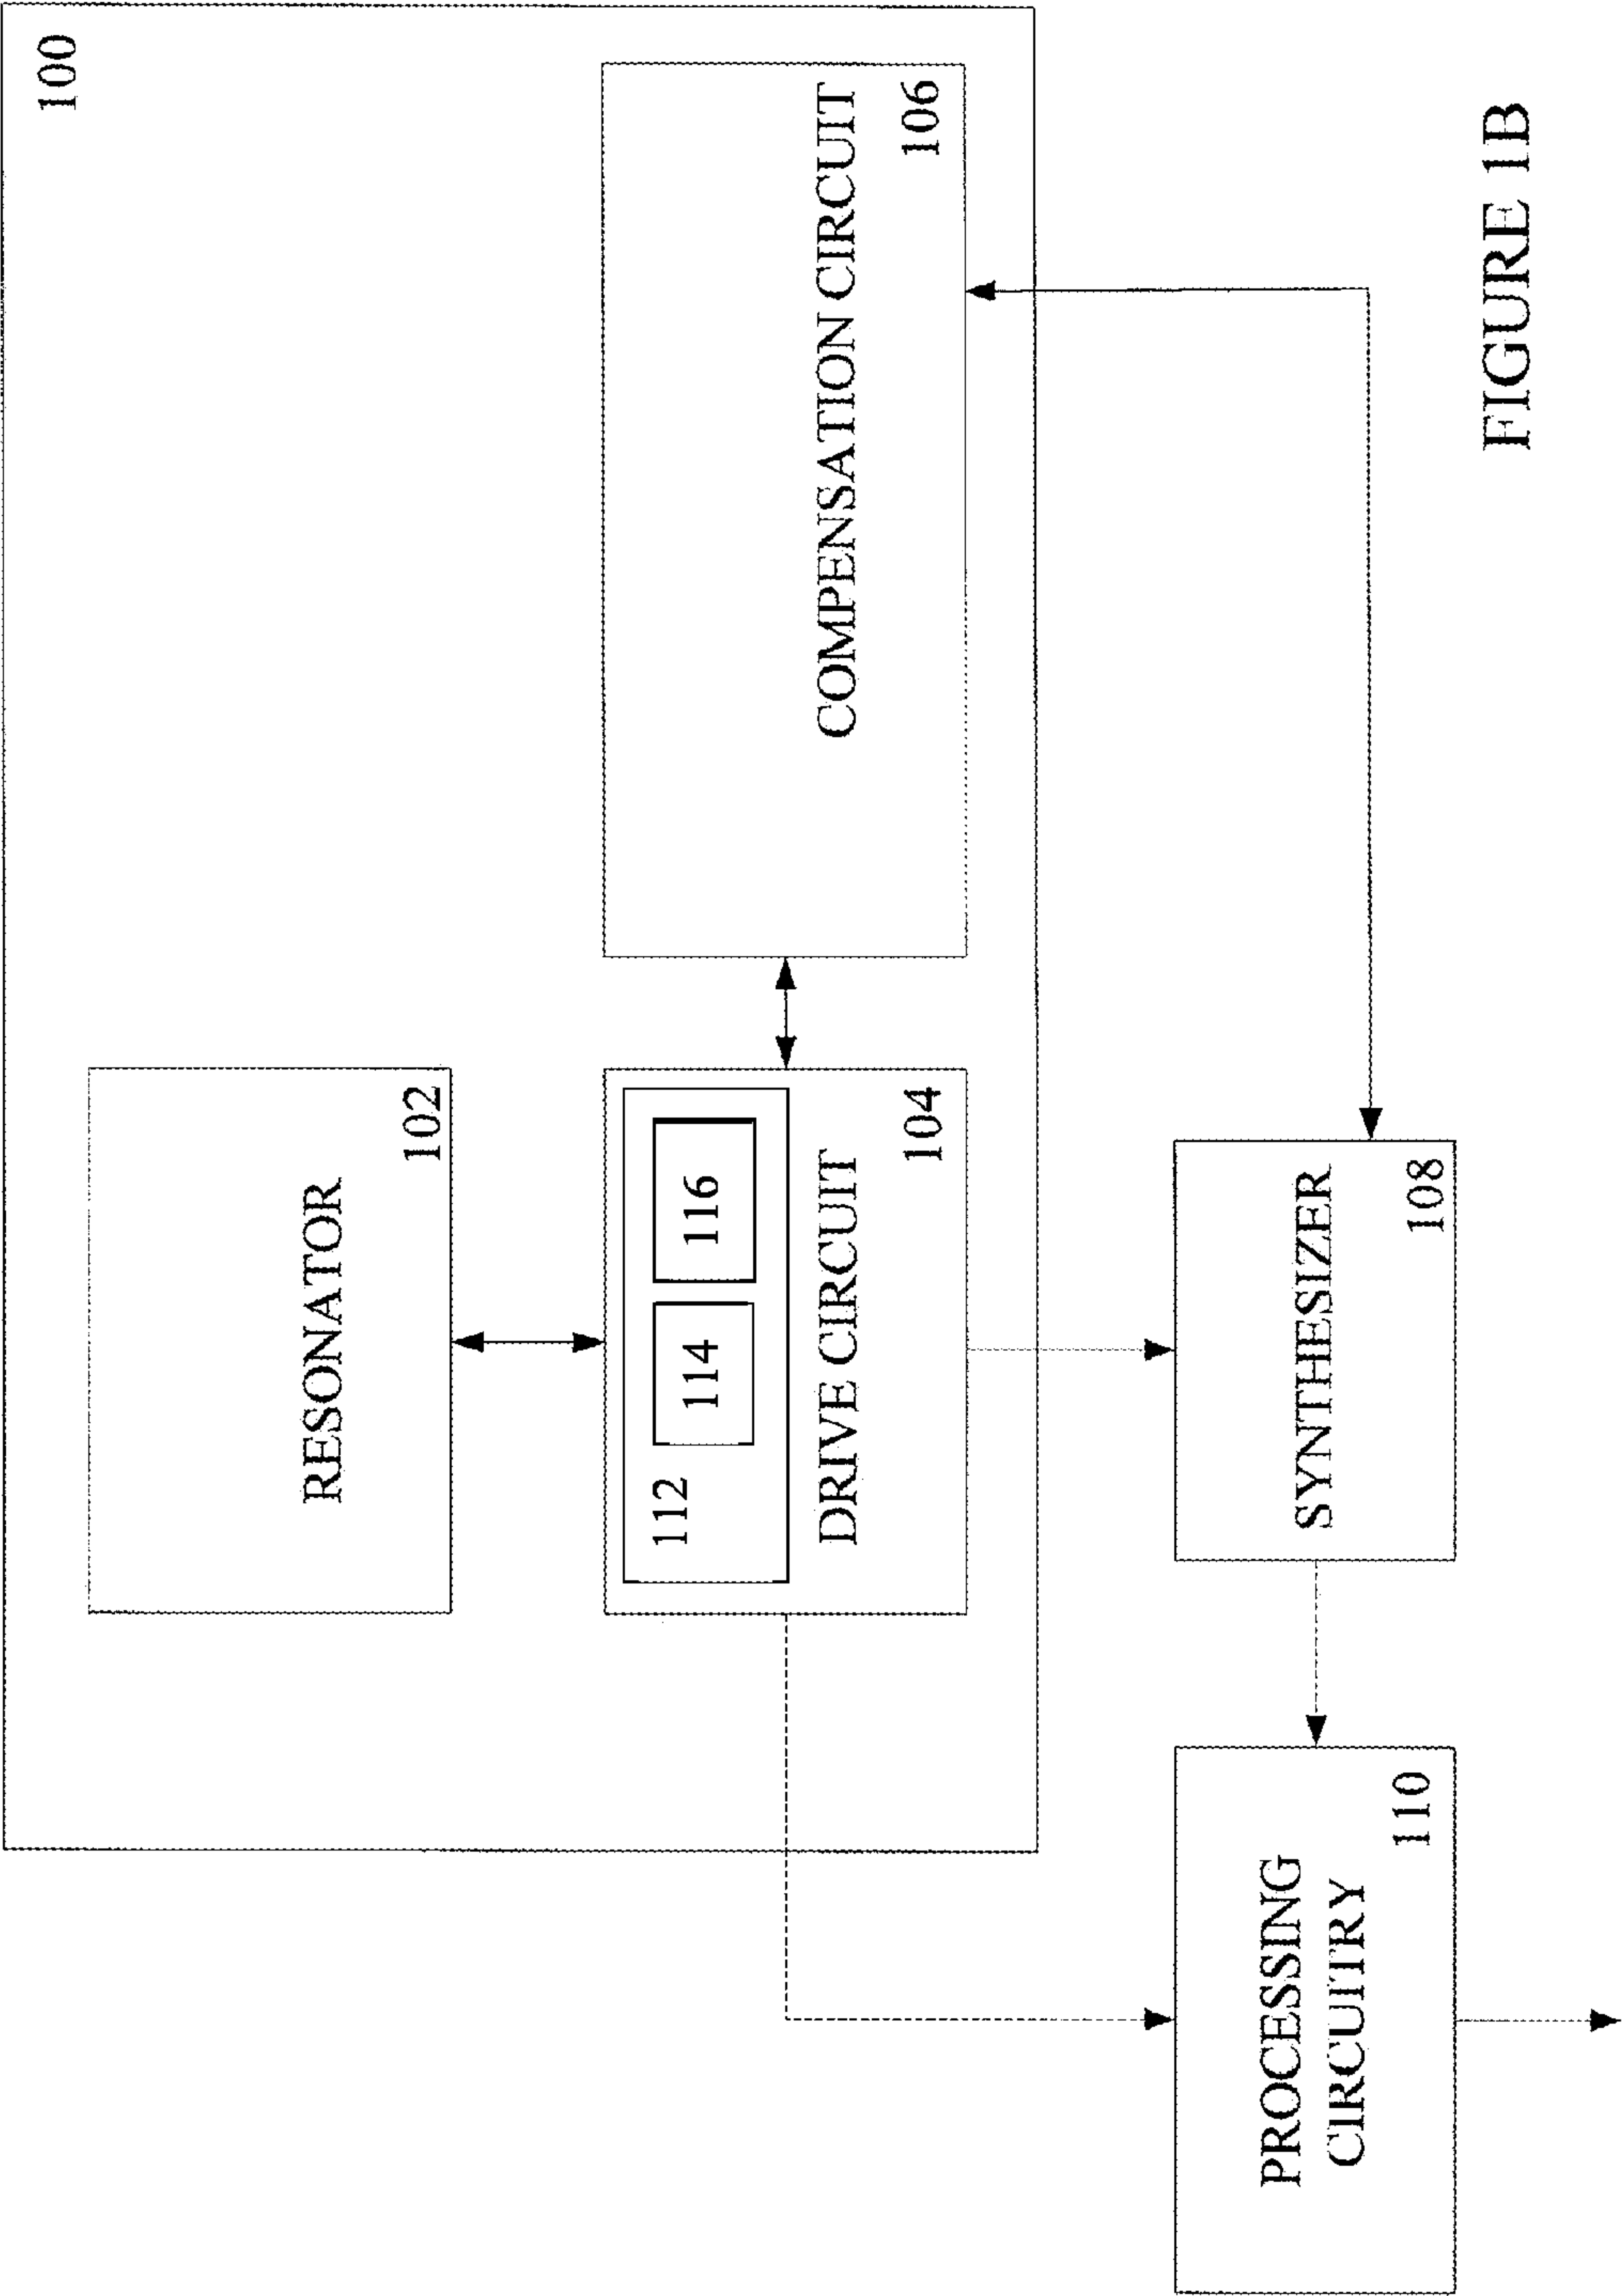 100
RESONATOR
102
112
114
116
DRIVE CIRCUIT
104
COMPENSATION CIRCUIT
106
PROCESSING
CIRCUITRY
110
SYNTHESIZER
108
FIGURE 1B